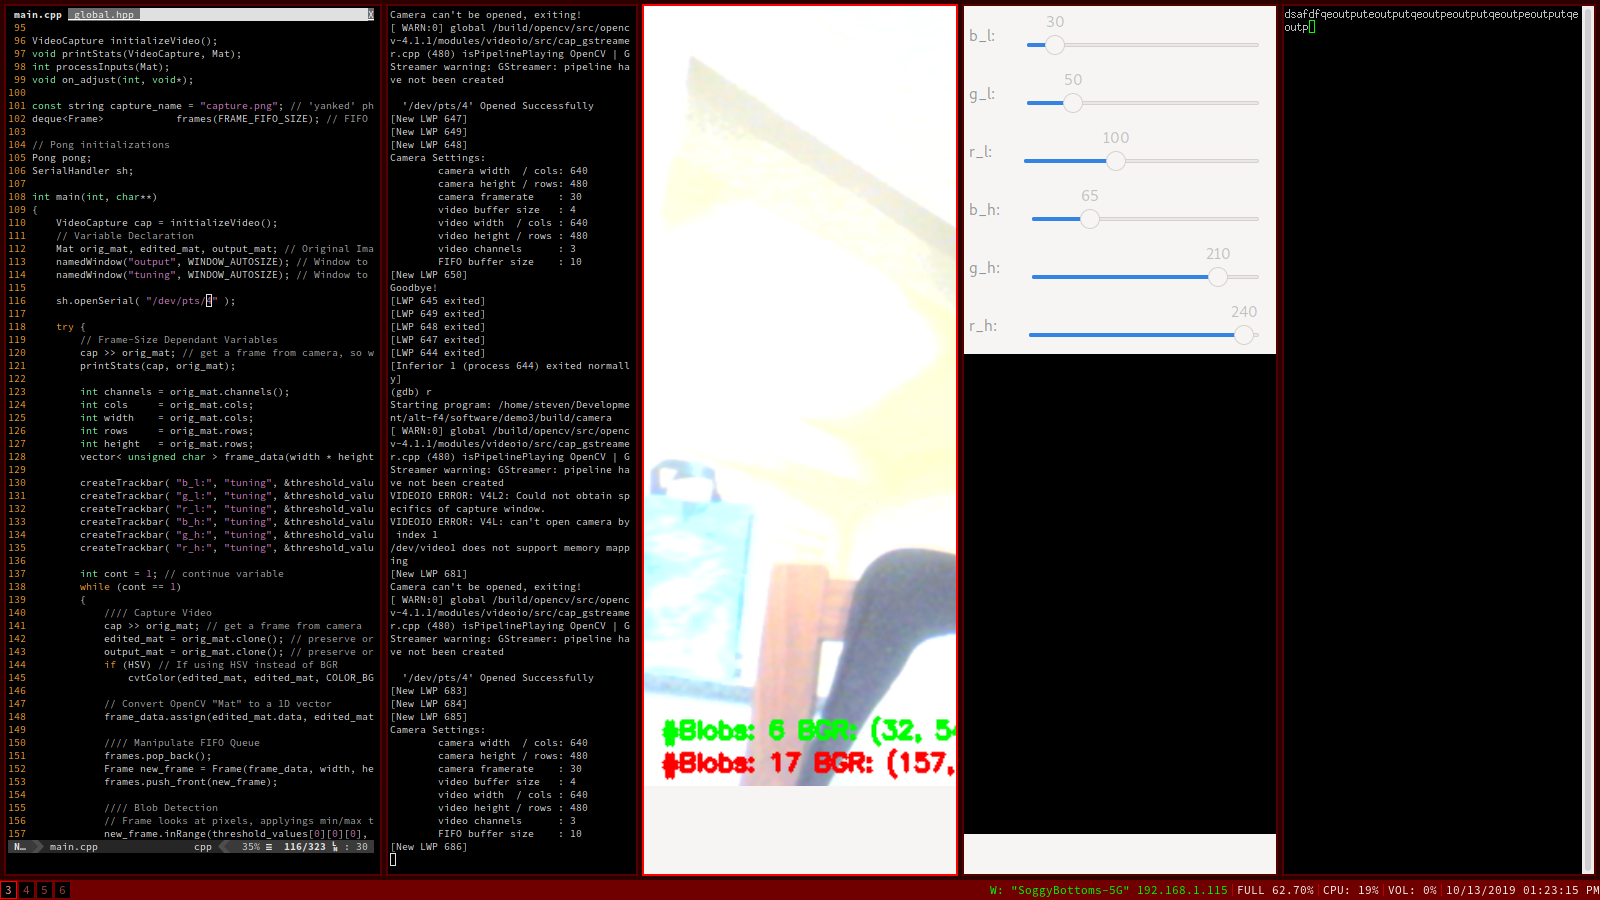 main.cpp global.hpp X
95
96 VideoCapture initializeVideo();
97 void printStats(VideoCapture, Mat);
98 int processInputs(Mat);
99 void on_adjust(int, void*);
100
101 const string capture_name = "capture.png"; // 'yanked' ph
102 deque<Frame>            frames(FRAME_FIFO_SIZE); // FIFO
103
104 // Pong initializations
105 Pong pong;
106 SerialHandler sh;
107
108 int main(int, char**)
109 {
110     VideoCapture cap = initializeVideo();
111     // Variable Declaration
112     Mat orig_mat, edited_mat, output_mat; // Original Ima
113     namedWindow("output", WINDOW_AUTOSIZE); // Window to
114     namedWindow("tuning", WINDOW_AUTOSIZE); // Window to
115
116     sh.openSerial( "/dev/pts/4" );
117
118     try {
119         // Frame-Size Dependant Variables
120         cap >> orig_mat; // get a frame from camera, so w
121         printStats(cap, orig_mat);
122
123         int channels = orig_mat.channels();
124         int cols     = orig_mat.cols;
125         int width    = orig_mat.cols;
126         int rows     = orig_mat.rows;
127         int height   = orig_mat.rows;
128         vector< unsigned char > frame_data(width * height
129
130         createTrackbar( "b_l:", "tuning", &threshold_valu
131         createTrackbar( "g_l:", "tuning", &threshold_valu
132         createTrackbar( "r_l:", "tuning", &threshold_valu
133         createTrackbar( "b_h:", "tuning", &threshold_valu
134         createTrackbar( "g_h:", "tuning", &threshold_valu
135         createTrackbar( "r_h:", "tuning", &threshold_valu
136
137         int cont = 1; // continue variable
138         while (cont == 1)
139         {
140             //// Capture Video
141             cap >> orig_mat; // get a frame from camera
142             edited_mat = orig_mat.clone(); // preserve or
143             output_mat = orig_mat.clone(); // preserve or
144             if (HSV) // If using HSV instead of BGR
145                 cvtColor(edited_mat, edited_mat, COLOR_BG
146
147             // Convert OpenCV "Mat" to a 1D vector
148             frame_data.assign(edited_mat.data, edited_mat
149
150             //// Manipulate FIFO Queue
151             frames.pop_back();
152             Frame new_frame = Frame(frame_data, width, he
153             frames.push_front(new_frame);
154
155             //// Blob Detection
156             // Frame looks at pixels, applyings min/max t
157             new_frame.inRange(threshold_values[0][0][0],
N… main.cpp cpp 35% ☰ 116/323 : 30
Camera can't be opened, exiting!
[ WARN:0] global /build/opencv/src/openc
v-4.1.1/modules/videoio/src/cap_gstreame
r.cpp (480) isPipelinePlaying OpenCV | G
Streamer warning: GStreamer: pipeline ha
ve not been created
'/dev/pts/4' Opened Successfully
[New LWP 647]
[New LWP 649]
[New LWP 648]
Camera Settings:
camera width  / cols: 640
camera height / rows: 480
camera framerate    : 30
video buffer size   : 4
video width  / cols : 640
video height / rows : 480
video channels      : 3
FIFO buffer size    : 10
[New LWP 650]
Goodbye!
[LWP 645 exited]
[LWP 649 exited]
[LWP 648 exited]
[LWP 647 exited]
[LWP 644 exited]
[Inferior 1 (process 644) exited normall
y]
(gdb) r
Starting program: /home/steven/Developme
nt/alt-f4/software/demo3/build/camera
[ WARN:0] global /build/opencv/src/openc
v-4.1.1/modules/videoio/src/cap_gstreame
r.cpp (480) isPipelinePlaying OpenCV | G
Streamer warning: GStreamer: pipeline ha
ve not been created
VIDEOIO ERROR: V4L2: Could not obtain sp
ecifics of capture window.
VIDEOIO ERROR: V4L: can't open camera by
index 1
/dev/video1 does not support memory mapp
ing
[New LWP 681]
Camera can't be opened, exiting!
[ WARN:0] global /build/opencv/src/openc
v-4.1.1/modules/videoio/src/cap_gstreame
r.cpp (480) isPipelinePlaying OpenCV | G
Streamer warning: GStreamer: pipeline ha
ve not been created
'/dev/pts/4' Opened Successfully
[New LWP 683]
[New LWP 684]
[New LWP 685]
Camera Settings:
camera width  / cols: 640
camera height / rows: 480
camera framerate    : 30
video buffer size   : 4
video width  / cols : 640
video height / rows : 480
video channels      : 3
FIFO buffer size    : 10
[New LWP 686]
#Blobs: 6 BGR: (32, 54
#Blobs: 17 BGR: (157,
b_l: 30
g_l: 50
r_l: 100
b_h: 65
g_h: 210
r_h: 240
dsafdfqeoutputeoutputqeoutpeoutputqeoutpeoutputqe
outp
3 4 5 6
W: "SoggyBottoms-5G" 192.168.1.115 FULL 62.70% CPU: 19% VOL: 0% 10/13/2019 01:23:15 PM